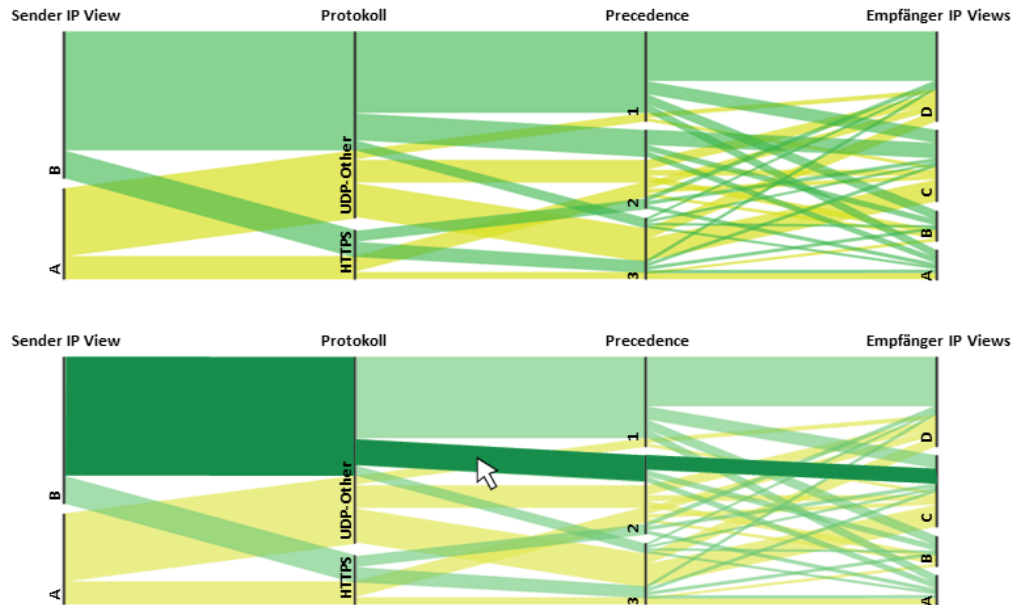 Sender IP View
Protokoll
Precedence
Empfänger IP Views
B
A
UDP-Other
HTTPS
1
2
3
D
C
B
A
Sender IP View
Protokoll
Precedence
Empfänger IP Views
B
A
UDP-Other
HTTPS
1
2
3
D
C
B
A